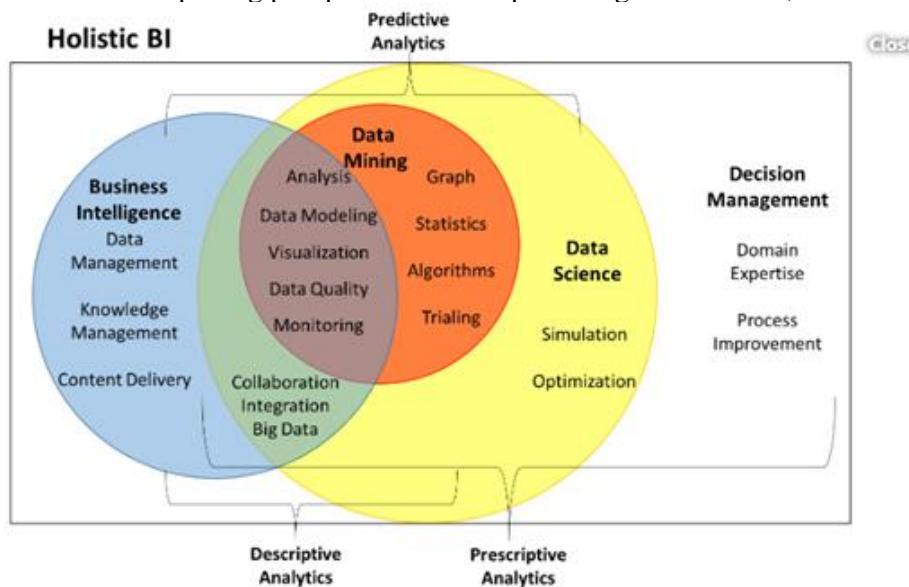 Holistic BI
Predictive
Analytics
Data
Mining
Business
Intelligence
Data
Management
Knowledge
Management
Content Delivery
Analysis
Data Modeling
Visualization
Data Quality
Monitoring
Collaboration
Integration
Big Data
Graph
Statistics
Algorithms
Trialing
Data
Science
Simulation
Optimization
Decision
Management
Domain
Expertise
Process
Improvement
Descriptive
Analytics
Prescriptive
Analytics